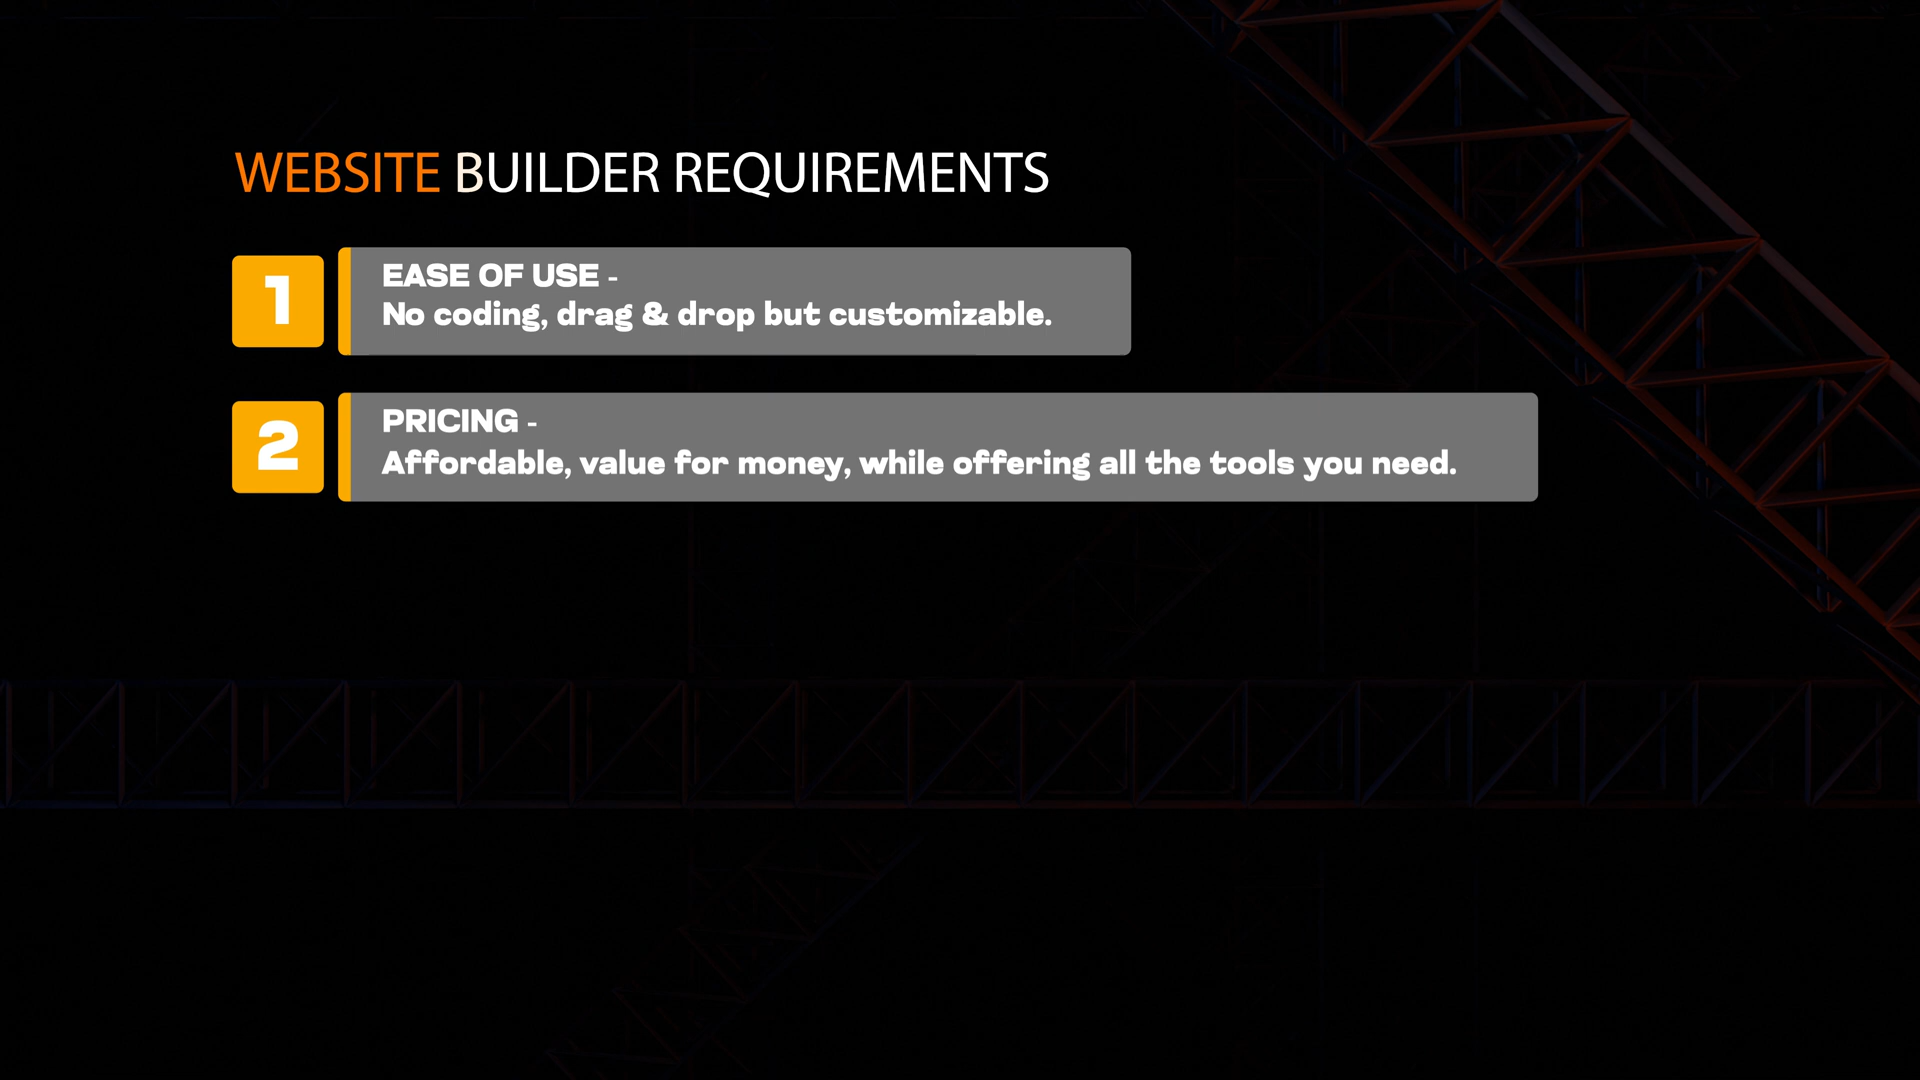 WEBSITE BUILDER REQUIREMENTS
1
EASE OF USE -
No coding, drag & drop but customizable.
2
PRICING -
Affordable, value for money, while offering all the tools you need.